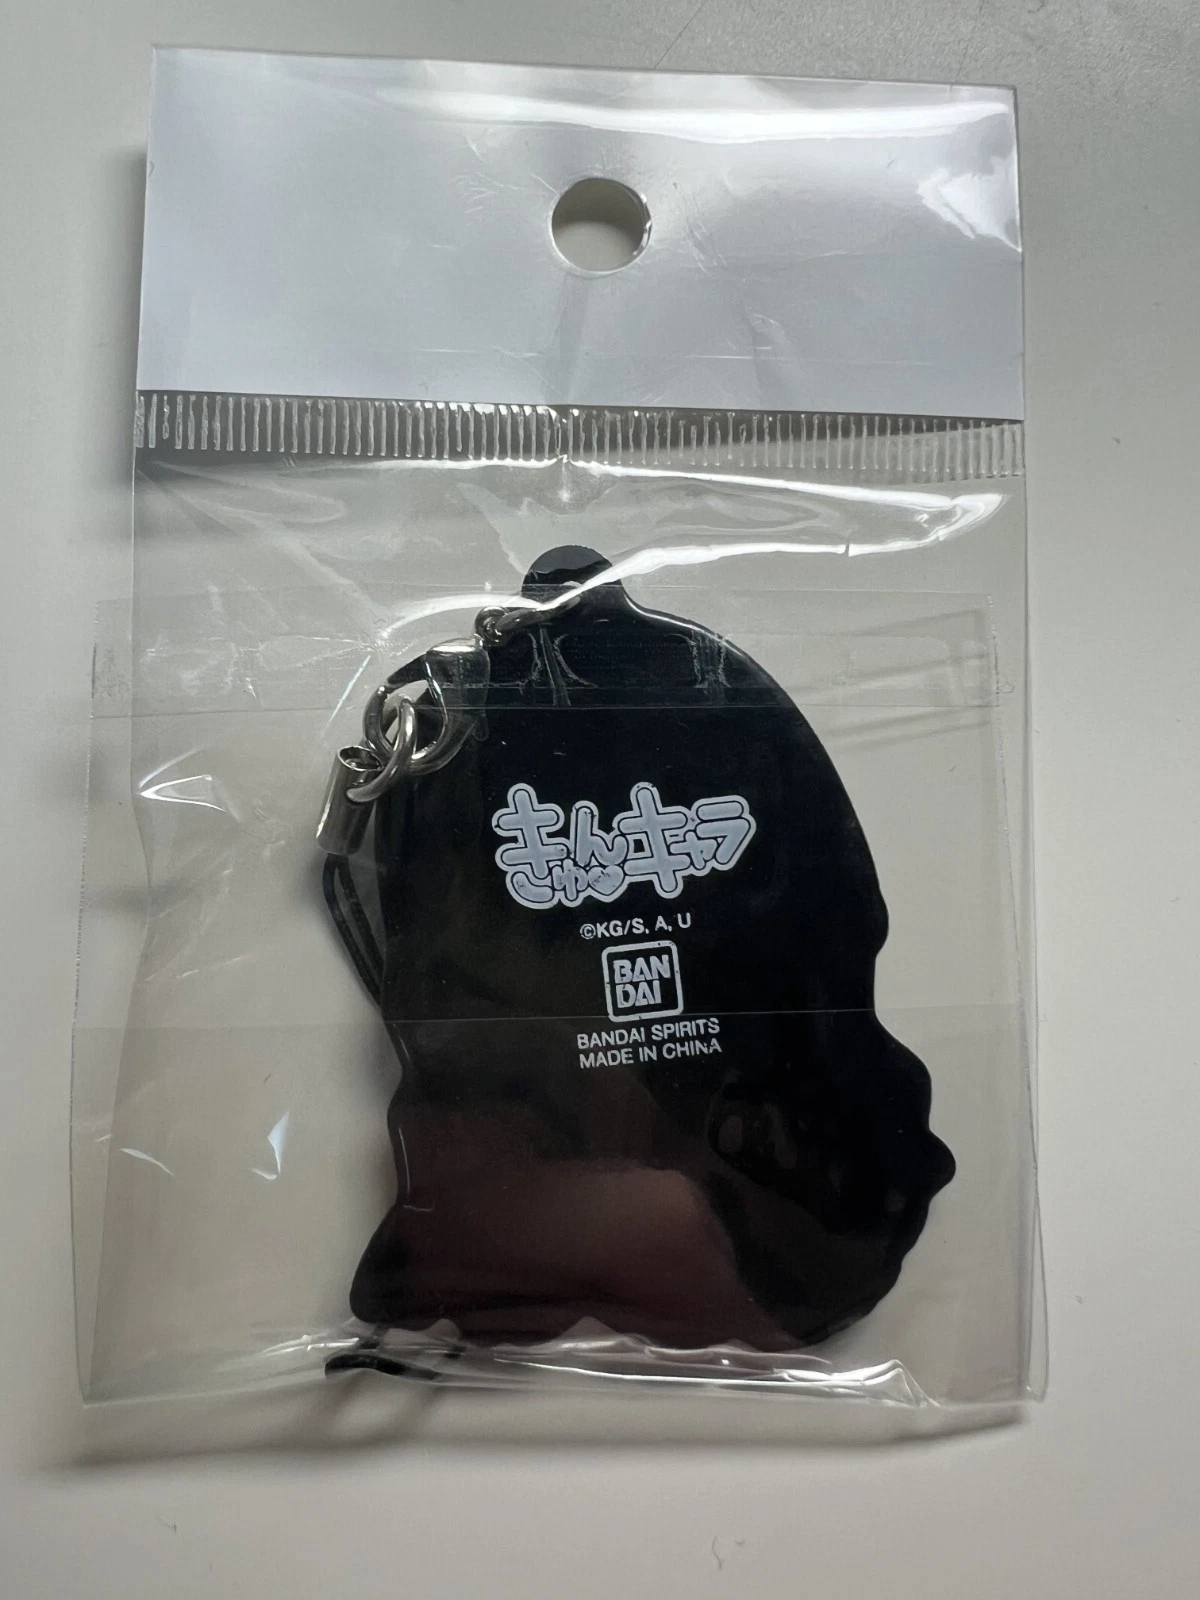 きゅんキャラ
©KG/S, A, U
BAN
DAI
BANDAI SPIRITS
MADE IN CHINA